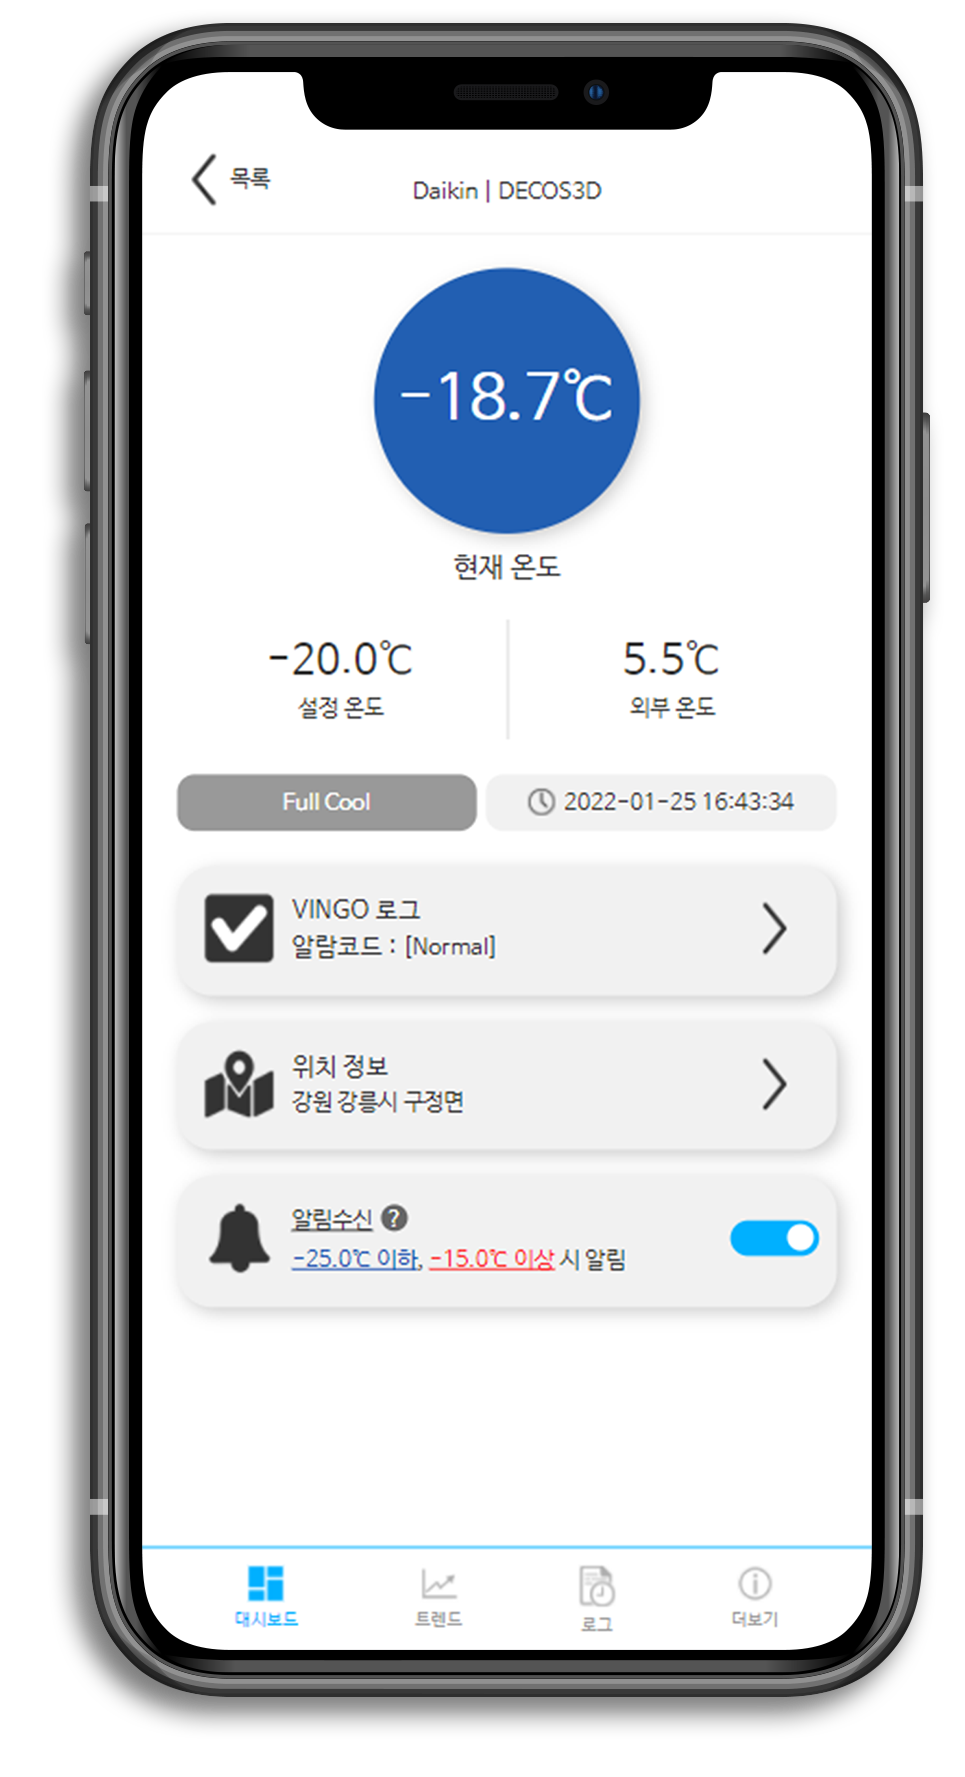 목록
Daikin | DECOS3D
-18.7℃
현재 온도
-20.0℃
설정 온도
5.5℃
외부 온도
Full Cool
2022-01-25 16:43:34
VINGO 로그
알람코드 : [Normal]
위치 정보
강원 강릉시 구정면
알림수신 ?
-25.0℃ 이하, -15.0℃ 이상 시 알림
대시보드
트렌드
로그
더보기